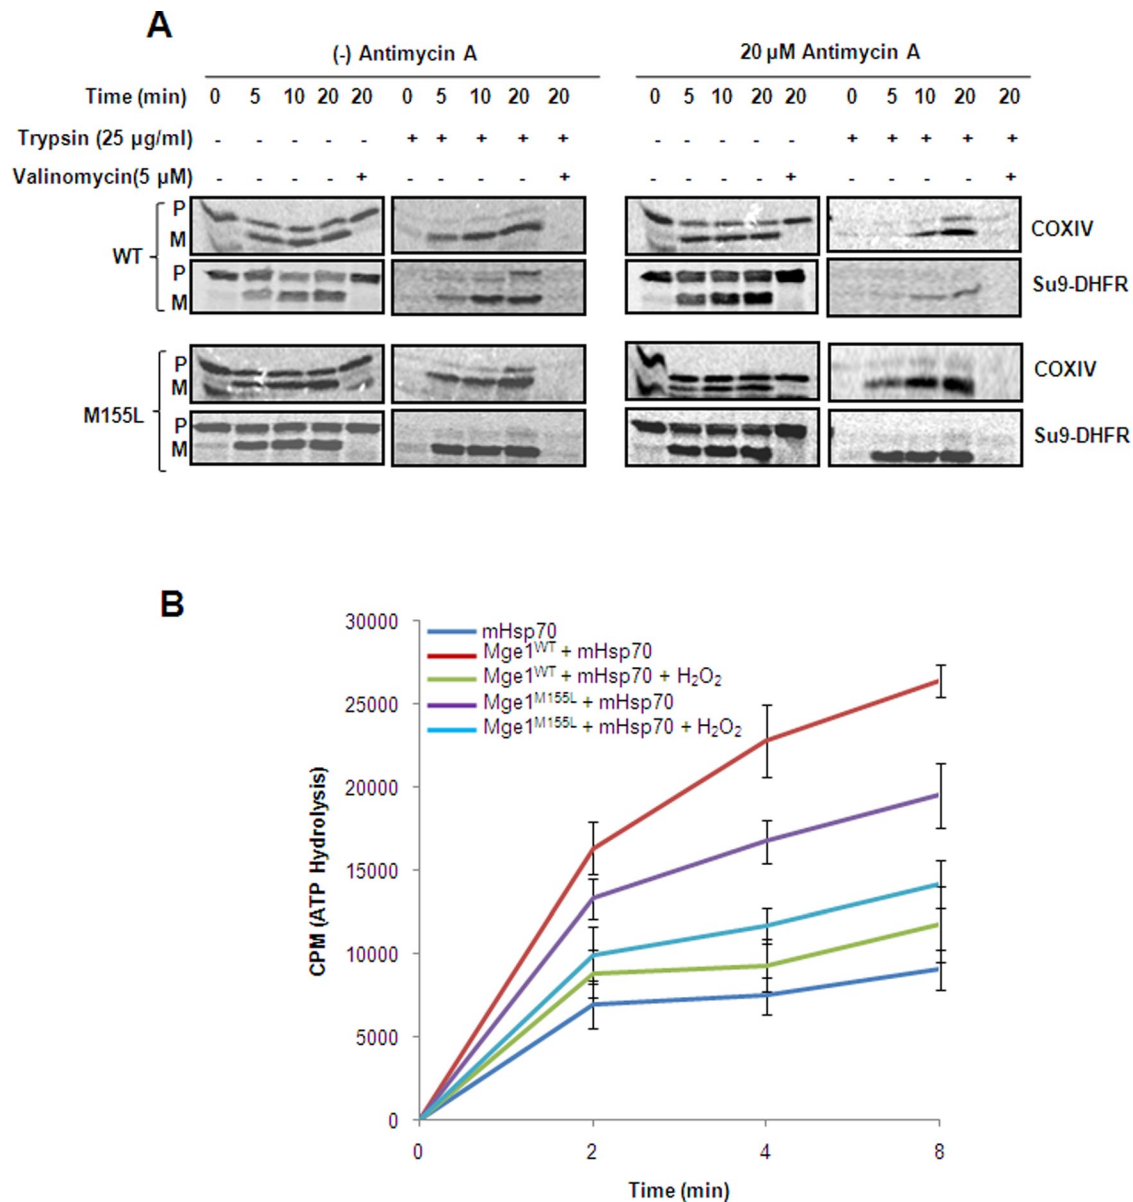 A
(-) Antimycin A 20 µM Antimycin A
Time (min) 0 5 10 20 20 0 5 10 20 20 0 5 10 20 20 0 5 10 20 20
Trypsin (25 µg/ml) - - - - - + + + + + - - - - - + + + + +
Valinomycin(5 µM) - - - - + - - - - + - - - - + - - - - +
P
M COXIV
WT
P
M Su9-DHFR
P
M COXIV
M155L
P
M Su9-DHFR
B
30000
25000
20000
15000
10000
5000
0
CPM (ATP Hydrolysis)
mHsp70
Mge1ᵂᵀ + mHsp70
Mge1ᵂᵀ + mHsp70 + H₂O₂
Mge1ᴹ¹⁵⁵ᴸ + mHsp70
Mge1ᴹ¹⁵⁵ᴸ + mHsp70 + H₂O₂
0 2 4 8
Time (min)